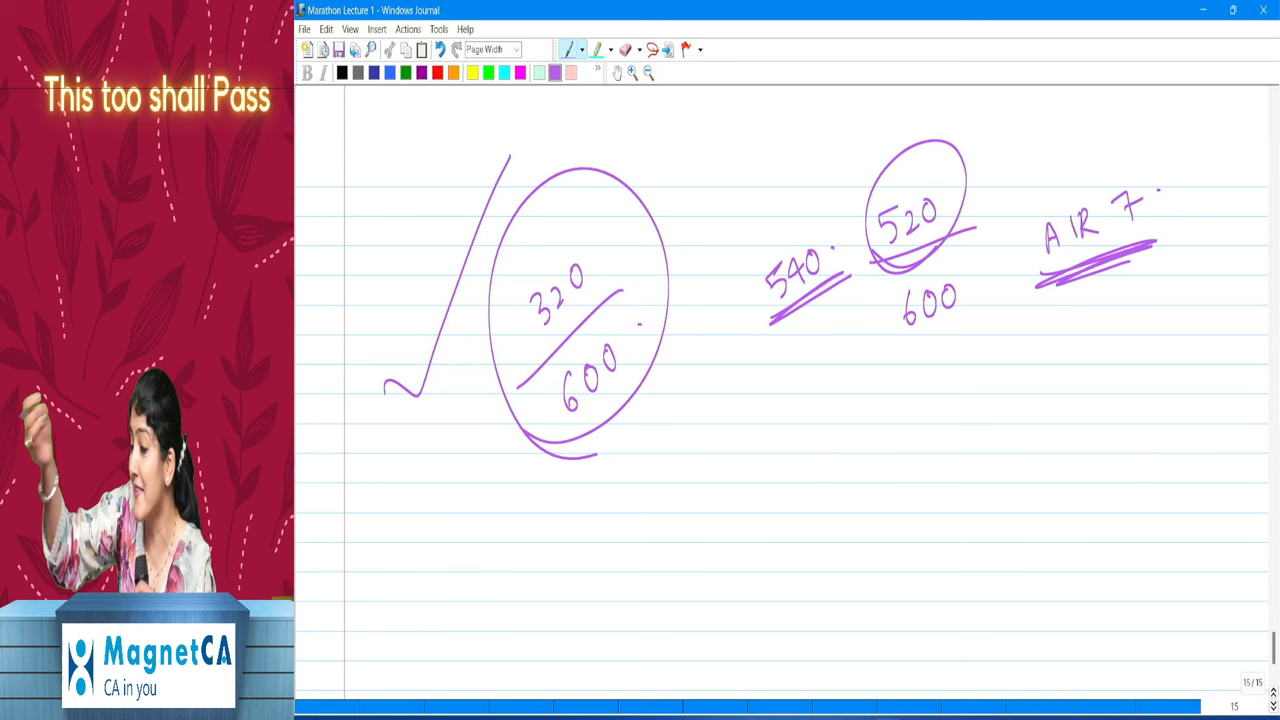 Marathon Lecture 1 - Windows Journal
File Edit View Insert Actions Tools Help
Page Width
B I
This too shall Pass
320
600
540
520
600
AIR 7
MagnetCA
CA in you
15/15
15